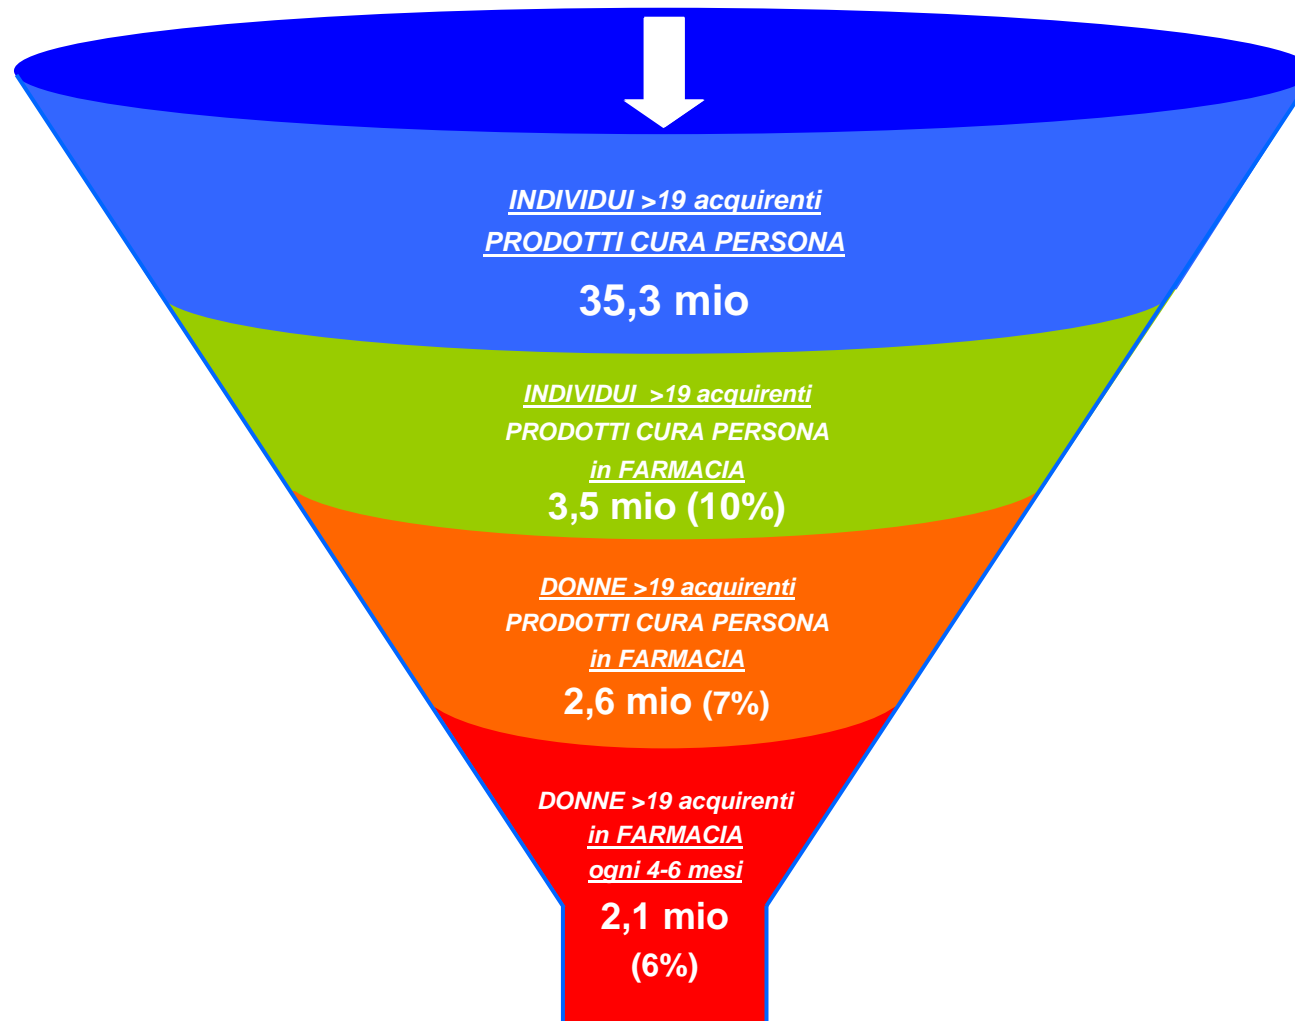 INDIVIDUI >19 acquirenti
PRODOTTI CURA PERSONA
35,3 mio
INDIVIDUI >19 acquirenti
PRODOTTI CURA PERSONA
in FARMACIA
3,5 mio (10%)
DONNE >19 acquirenti
PRODOTTI CURA PERSONA
in FARMACIA
2,6 mio (7%)
DONNE >19 acquirenti
in FARMACIA
ogni 4-6 mesi
2,1 mio
(6%)